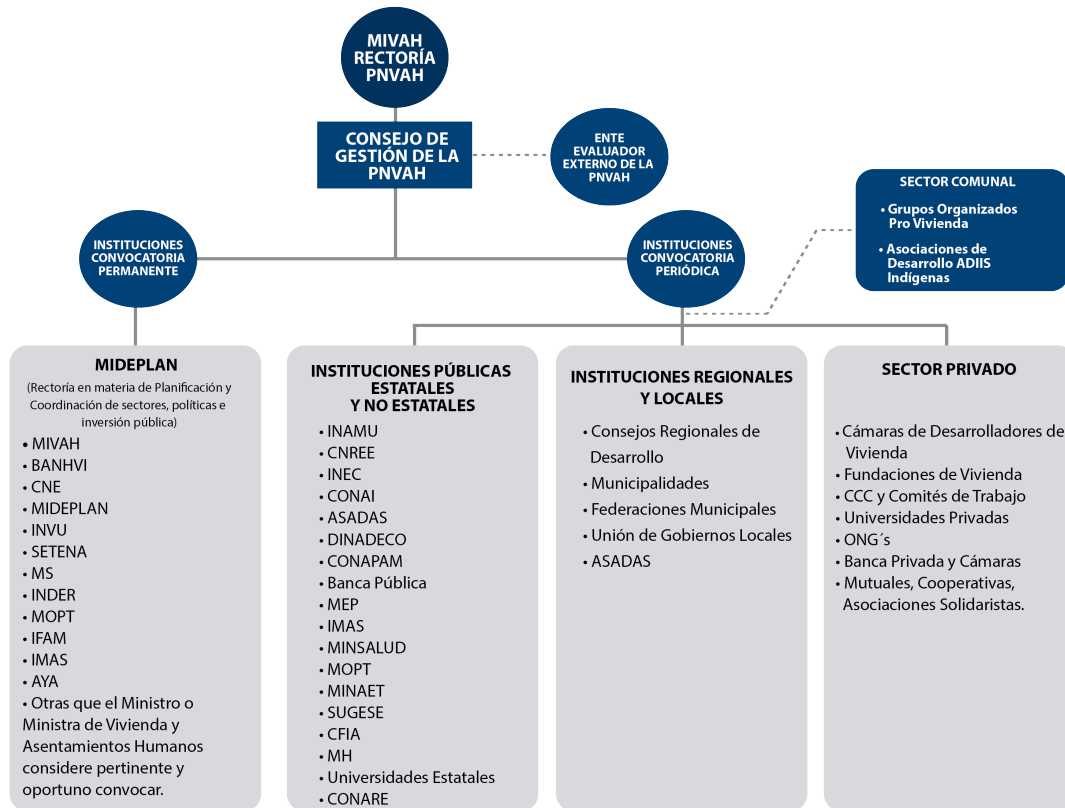 MIVAH
RECTORÍA
PNVAH
CONSEJO DE
GESTIÓN DE LA
PNVAH
ENTE
EVALUADOR
EXTERNO DE LA
PNVAH
SECTOR COMUNAL
• Grupos Organizados
Pro Vivienda
• Asociaciones de
Desarrollo ADIIS
Indígenas
INSTITUCIONES
CONVOCATORIA
PERMANENTE
INSTITUCIONES
CONVOCATORIA
PERIÓDICA
MIDEPLAN
(Rectoría en materia de Planificación y
Coordinación de sectores, políticas e
inversión pública)
• MIVAH
• BANHVI
• CNE
• MIDEPLAN
• INVU
• SETENA
• MS
• INDER
• MOPT
• IFAM
• IMAS
• AYA
• Otras que el Ministro o
Ministra de Vivienda y
Asentamientos Humanos
considere pertinente y
oportuno convocar.
INSTITUCIONES PÚBLICAS
ESTATALES
Y NO ESTATALES
• INAMU
• CNREE
• INEC
• CONAI
• ASADAS
• DINADECO
• CONAPAM
• Banca Pública
• MEP
• IMAS
• MINSALUD
• MOPT
• MINAET
• SUGESE
• CFIA
• MH
• Universidades Estatales
• CONARE
INSTITUCIONES REGIONALES
Y LOCALES
• Consejos Regionales de
Desarrollo
• Municipalidades
• Federaciones Municipales
• Unión de Gobiernos Locales
• ASADAS
SECTOR PRIVADO
• Cámaras de Desarrolladores de
Vivienda
• Fundaciones de Vivienda
• CCC y Comités de Trabajo
• Universidades Privadas
• ONG´s
• Banca Privada y Cámaras
• Mutuales, Cooperativas,
Asociaciones Solidaristas.